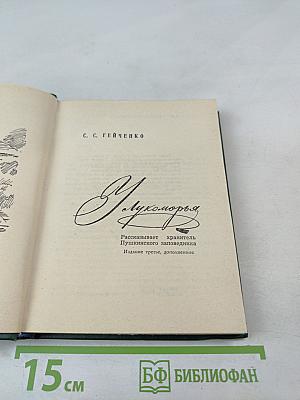 С. С. ГЕЙЧЕНКО
У Лукоморья
Рассказывает хранитель
Пушкинского заповедника
Издание третье, дополненное
15 см
БФ БИБЛИОФАН